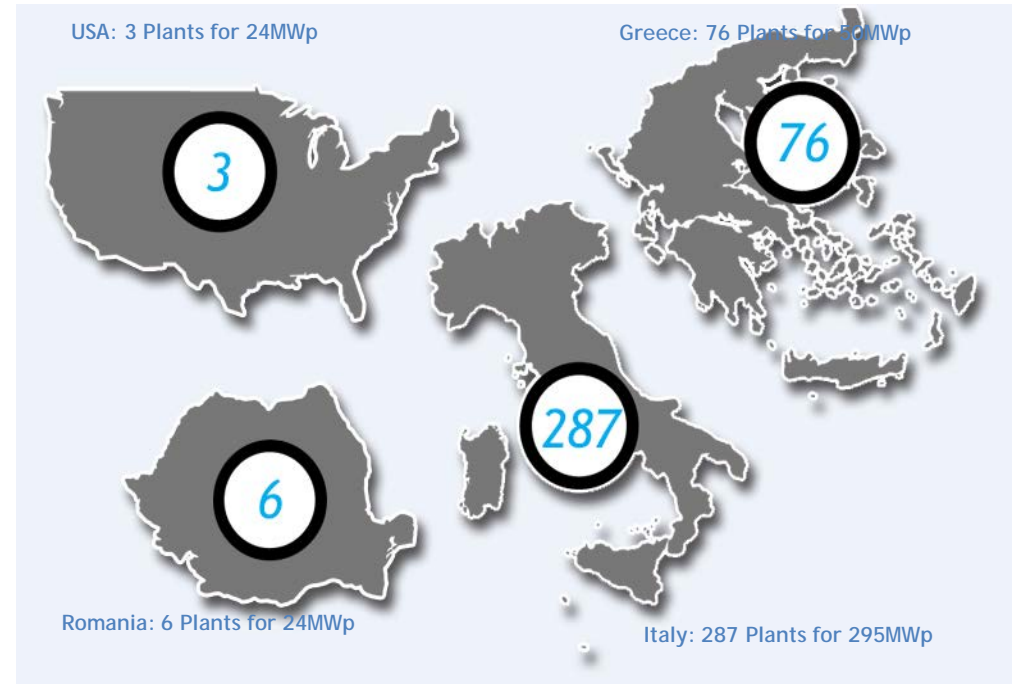 USA: 3 Plants for 24MWp
Greece: 76 Plants for 50MWp
3
76
287
6
Romania: 6 Plants for 24MWp
Italy: 287 Plants for 295MWp